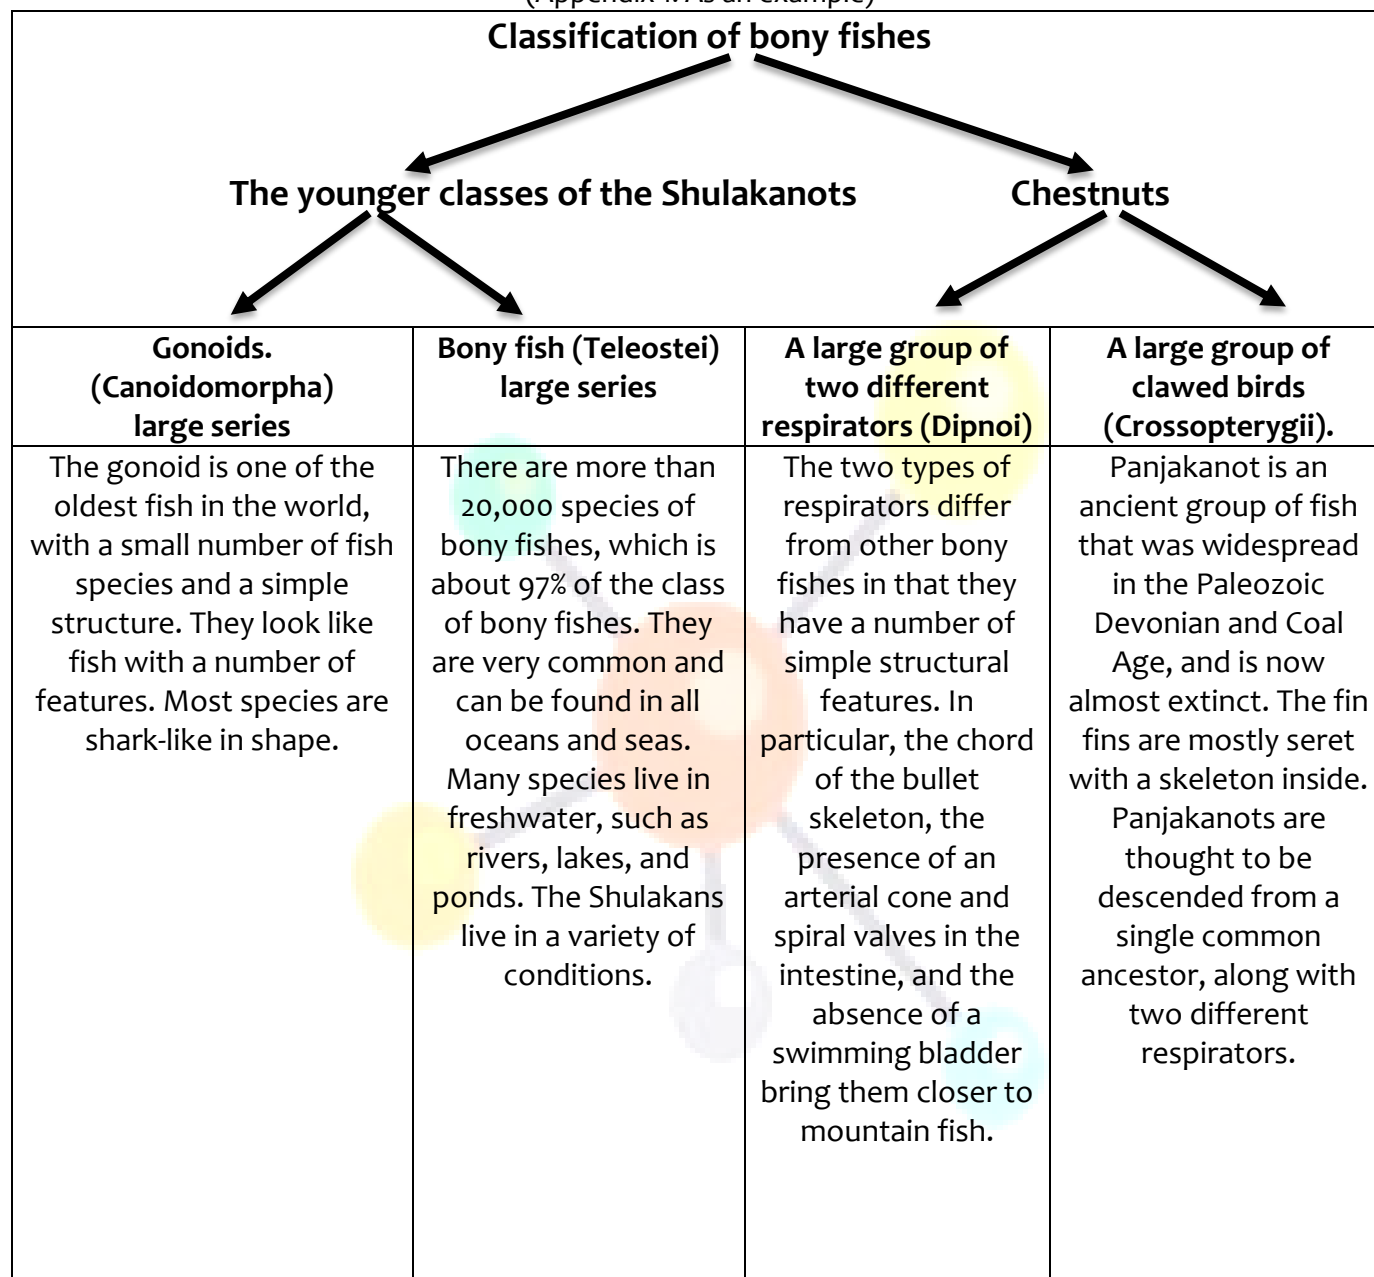 Classification of bony fishes
The younger classes of the Shulakanots
Chestnuts
Gonoids.
(Canoidomorpha)
large series
Bony fish (Teleostei)
large series
A large group of
two different
respirators (Dipnoi)
A large group of
clawed birds
(Crossopterygii).
The gonoid is one of the
oldest fish in the world,
with a small number of fish
species and a simple
structure. They look like
fish with a number of
features. Most species are
shark-like in shape.
There are more than
20,000 species of
bony fishes, which is
about 97% of the class
of bony fishes. They
are very common and
can be found in all
oceans and seas.
Many species live in
freshwater, such as
rivers, lakes, and
ponds. The Shulakans
live in a variety of
conditions.
The two types of
respirators differ
from other bony
fishes in that they
have a number of
simple structural
features. In
particular, the chord
of the bullet
skeleton, the
presence of an
arterial cone and
spiral valves in the
intestine, and the
absence of a
swimming bladder
bring them closer to
mountain fish.
Panjakanot is an
ancient group of fish
that was widespread
in the Paleozoic
Devonian and Coal
Age, and is now
almost extinct. The fin
fins are mostly seret
with a skeleton inside.
Panjakanots are
thought to be
descended from a
single common
ancestor, along with
two different
respirators.